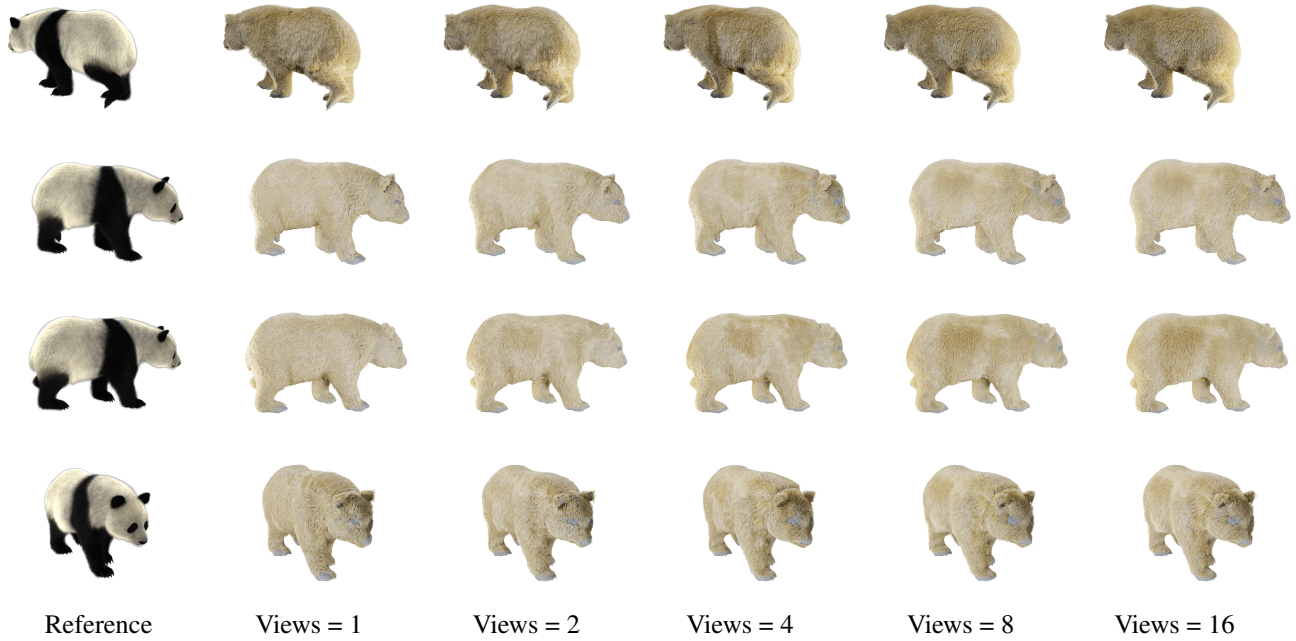 Reference Views = 1 Views = 2 Views = 4 Views = 8 Views = 16